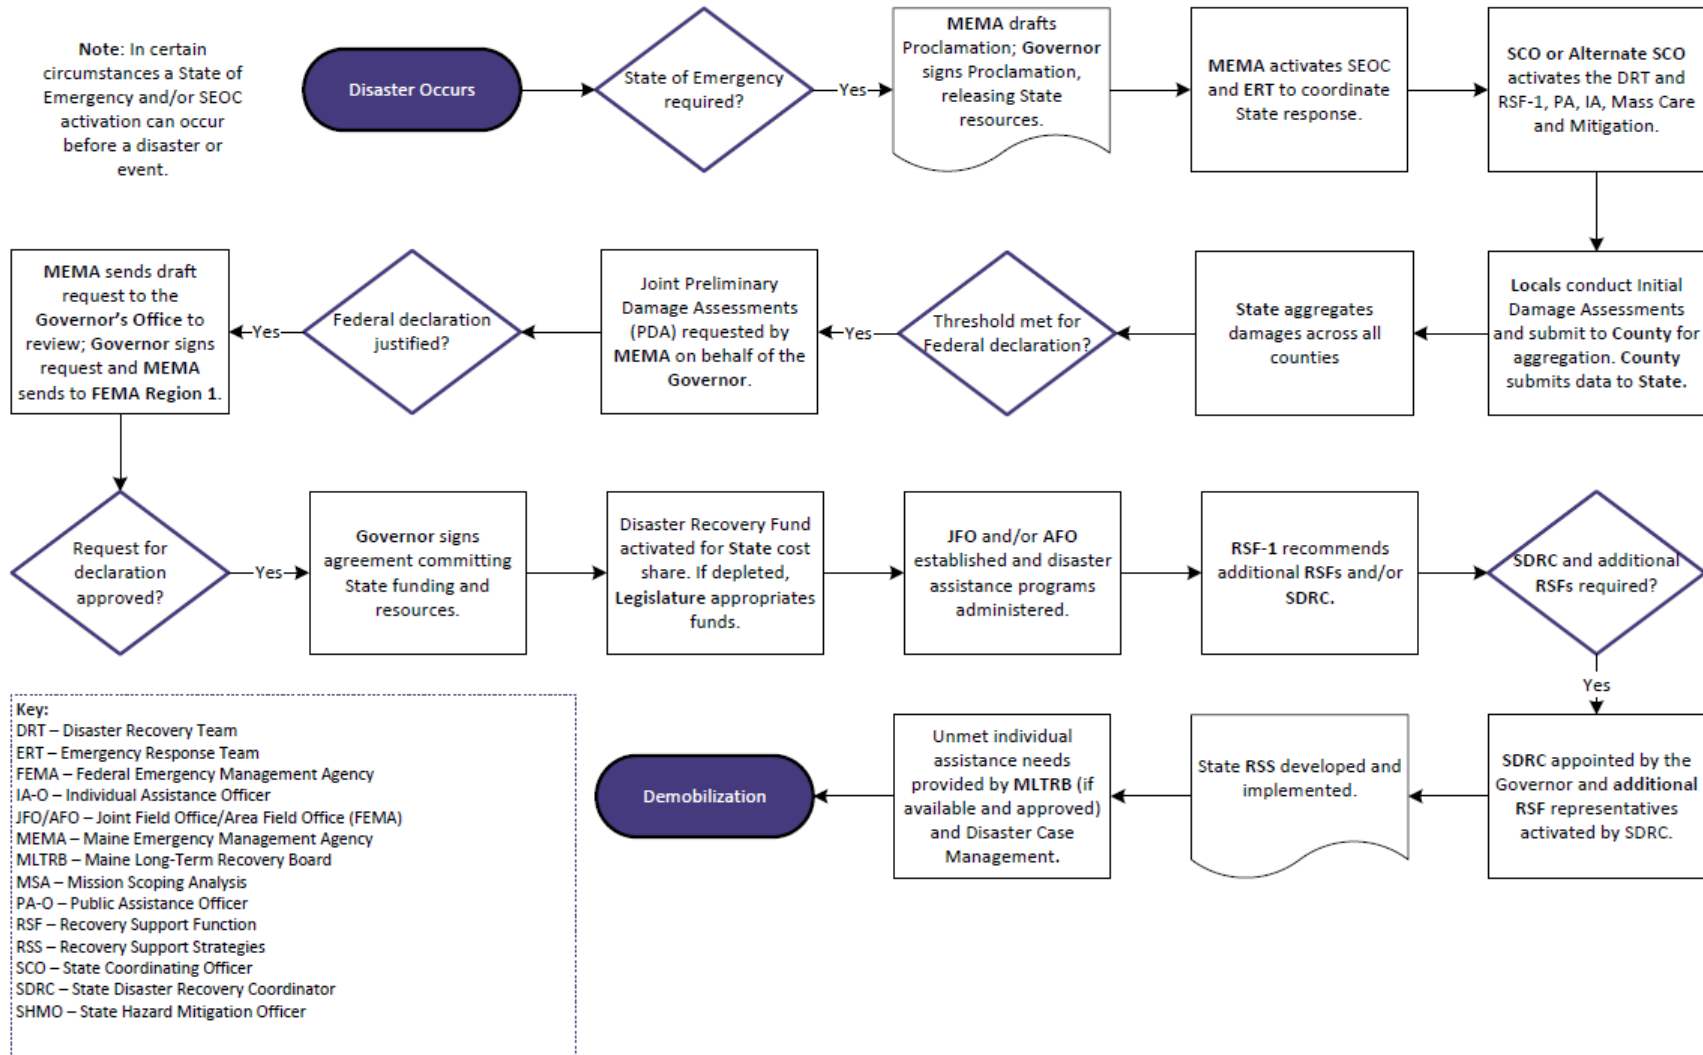 Note: In certain
circumstances a State of
Emergency and/or SEOC
activation can occur
before a disaster or
event.
Disaster Occurs
State of Emergency
required?
Yes
MEMA drafts
Proclamation; Governor
signs Proclamation,
releasing State
resources.
MEMA activates SEOC
and ERT to coordinate
State response.
SCO or Alternate SCO
activates the DRT and
RSF-1, PA, IA, Mass Care
and Mitigation.
Locals conduct Initial
Damage Assessments
and submit to County for
aggregation. County
submits data to State.
State aggregates
damages across all
counties
Threshold met for
Federal declaration?
Yes
Joint Preliminary
Damage Assessments
(PDA) requested by
MEMA on behalf of the
Governor.
Federal declaration
justified?
Yes
MEMA sends draft
request to the
Governor's Office to
review; Governor signs
request and MEMA
sends to FEMA Region 1.
Request for
declaration
approved?
Yes
Governor signs
agreement committing
State funding and
resources.
Disaster Recovery Fund
activated for State cost
share. If depleted,
Legislature appropriates
funds.
JFO and/or AFO
established and disaster
assistance programs
administered.
RSF-1 recommends
additional RSFs and/or
SDRC.
SDRC and additional
RSFs required?
Yes
SDRC appointed by the
Governor and additional
RSF representatives
activated by SDRC.
State RSS developed and
implemented.
Unmet individual
assistance needs
provided by MLTRB (if
available and approved)
and Disaster Case
Management.
Demobilization
Key:
DRT – Disaster Recovery Team
ERT – Emergency Response Team
FEMA – Federal Emergency Management Agency
IA-O – Individual Assistance Officer
JFO/AFO – Joint Field Office/Area Field Office (FEMA)
MEMA – Maine Emergency Management Agency
MLTRB – Maine Long-Term Recovery Board
MSA – Mission Scoping Analysis
PA-O – Public Assistance Officer
RSF – Recovery Support Function
RSS – Recovery Support Strategies
SCO – State Coordinating Officer
SDRC – State Disaster Recovery Coordinator
SHMO – State Hazard Mitigation Officer